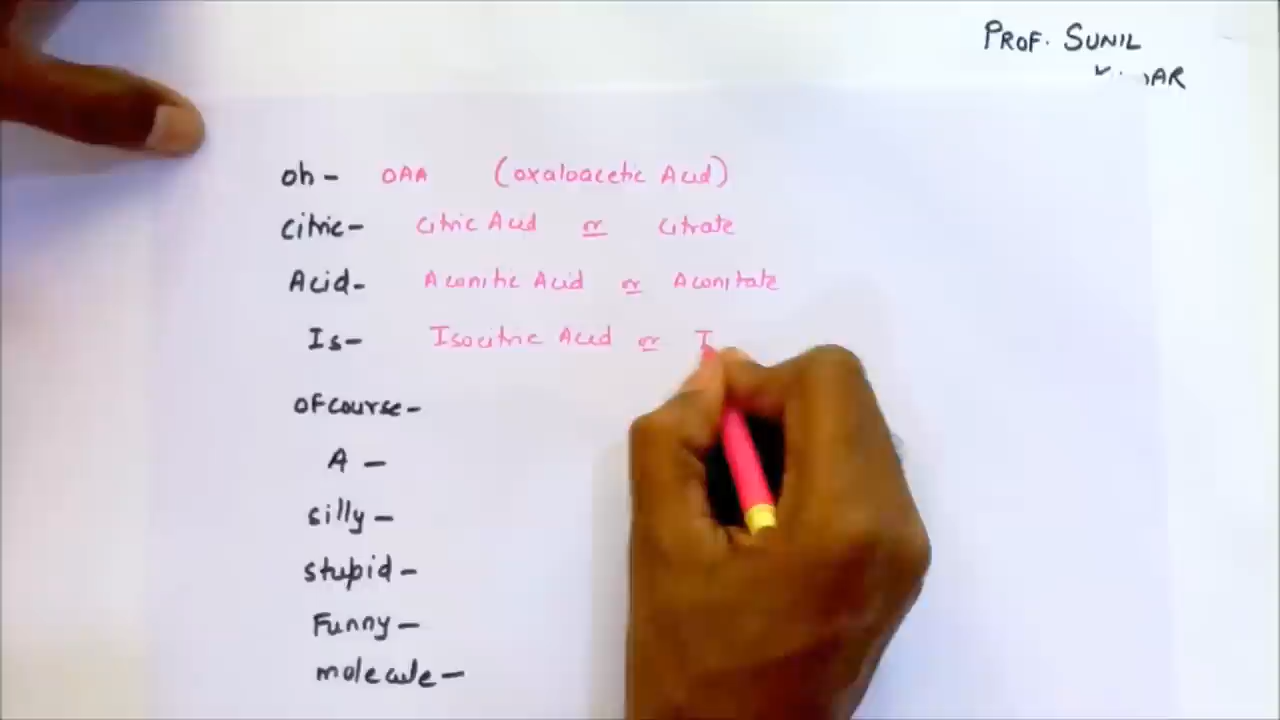 PROF. SUNIL
oh - OAA (oxaloacetic Acid)
citric- Citric Acid or Citrate
Acid- Aconitic Acid or Aconitate
Is- Isocitric Acid or I
ofcourse-
A -
silly -
stupid -
Funny -
molecule -